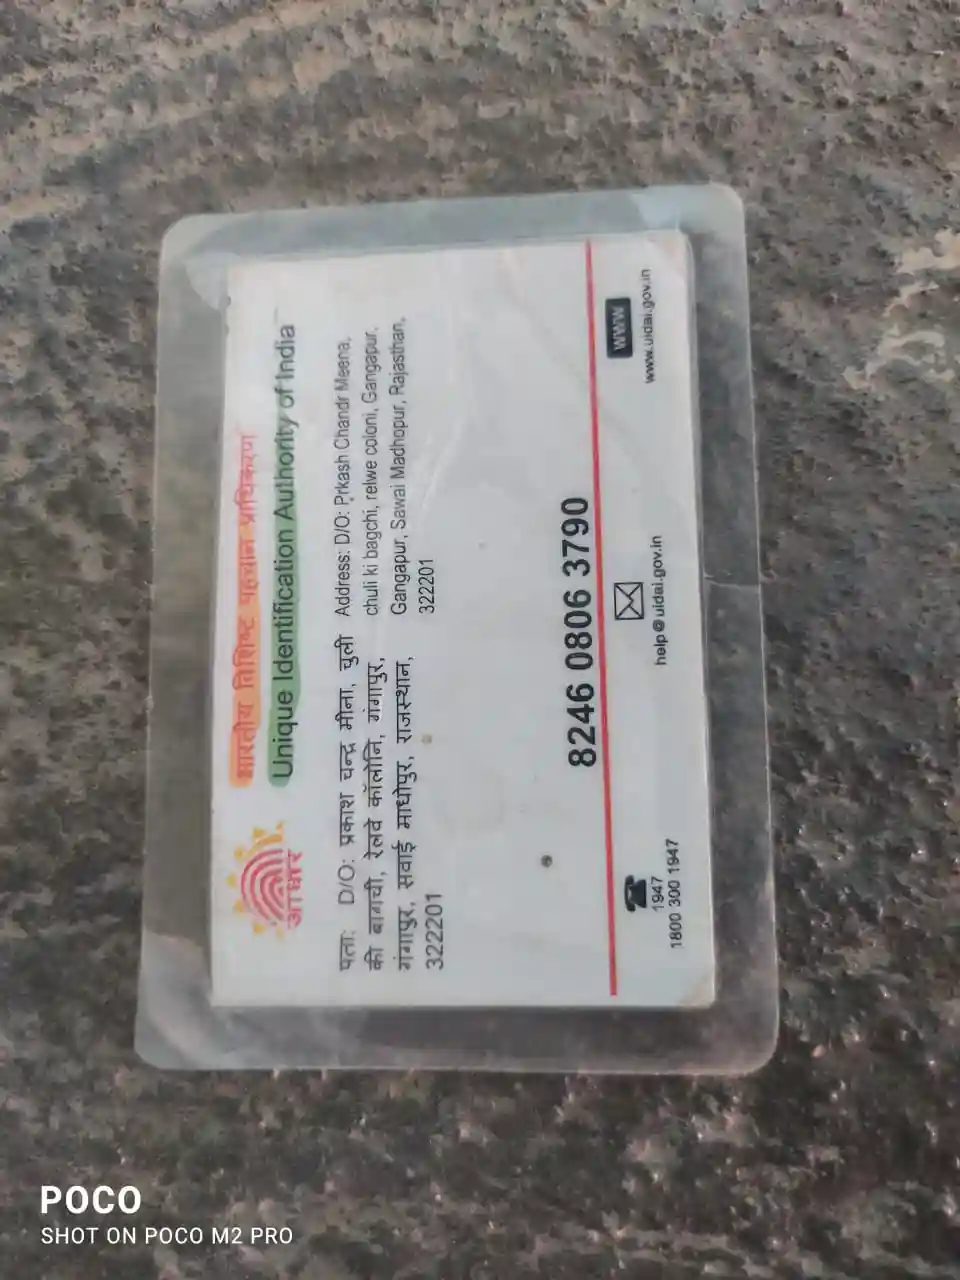 भारतीय विशिष्ट पहचान प्राधिकरण
Unique Identification Authority of India
आधार
पता: D/O: प्रकाश चन्द्र मीना, चुली
की बागची, रेलवे कॉलोनि, गंगापुर,
गंगापुर, सवाई माधोपुर, राजस्थान,
322201
Address: D/O: Prkash Chandr Meena,
chuli ki bagchi, relwe coloni, Gangapur,
Gangapur, Sawai Madhopur, Rajasthan,
322201
8246 0806 3790
1947
1800 300 1947
help@uidai.gov.in
WWW
www.uidai.gov.in
POCO
SHOT ON POCO M2 PRO